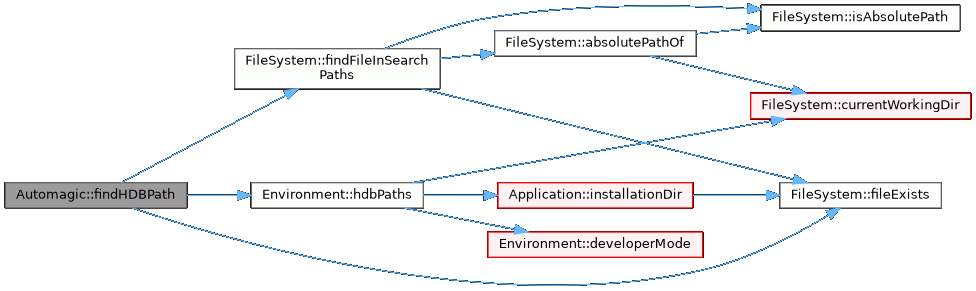 FileSystem::isAbsolutePath
FileSystem::absolutePathOf
FileSystem::findFileInSearch
Paths
FileSystem::currentWorkingDir
Automagic::findHDBPath
Environment::hdbPaths
Application::installationDir
FileSystem::fileExists
Environment::developerMode